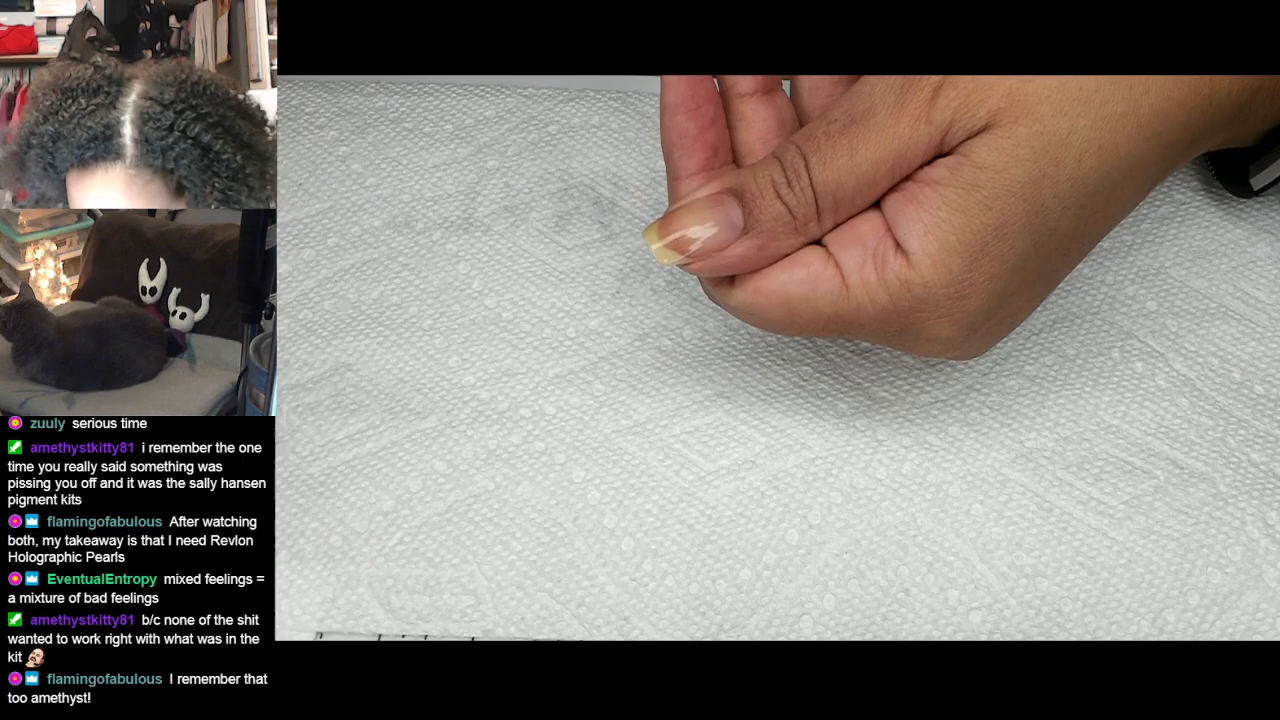 zuuly serious time
amethystkitty81 i remember the one
time you really said something was
pissing you off and it was the sally hansen
pigment kits
flamingofabulous After watching
both, my takeaway is that I need Revlon
Holographic Pearls
EventualEntropy mixed feelings =
a mixture of bad feelings
amethystkitty81 b/c none of the shit
wanted to work right with what was in the
kit
flamingofabulous I remember that
too amethyst!